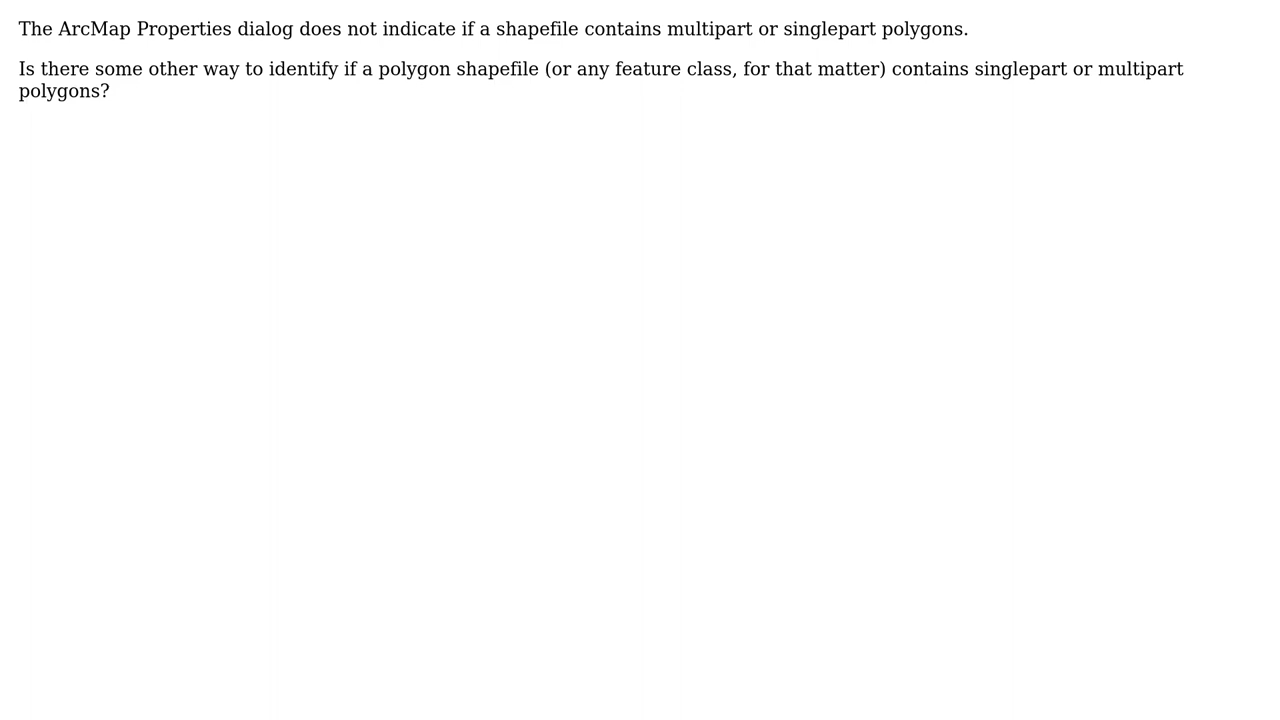 The ArcMap Properties dialog does not indicate if a shapefile contains multipart or singlepart polygons.
Is there some other way to identify if a polygon shapefile (or any feature class, for that matter) contains singlepart or multipart
polygons?